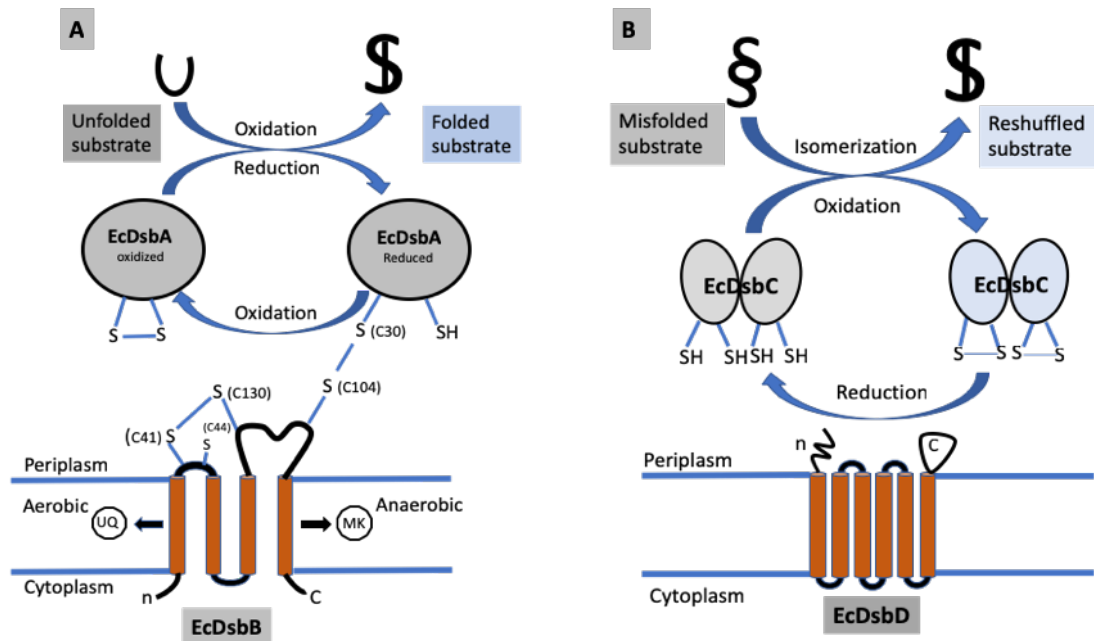 A
Unfolded
substrate
Oxidation
Reduction
Folded
substrate
EcDsbA
oxidized
EcDsbA
Reduced
S
S
Oxidation
S (C30)
SH
S (C104)
S (C130)
(C41) S
(C44)
S
Periplasm
Aerobic
UQ
MK
Anaerobic
Cytoplasm
n
C
EcDsbB
B
Misfolded
substrate
Isomerization
Oxidation
Reshuffled
substrate
EcDsbC
EcDsbC
SH SH SH SH
S S S S
Reduction
n
C
Periplasm
Cytoplasm
EcDsbD